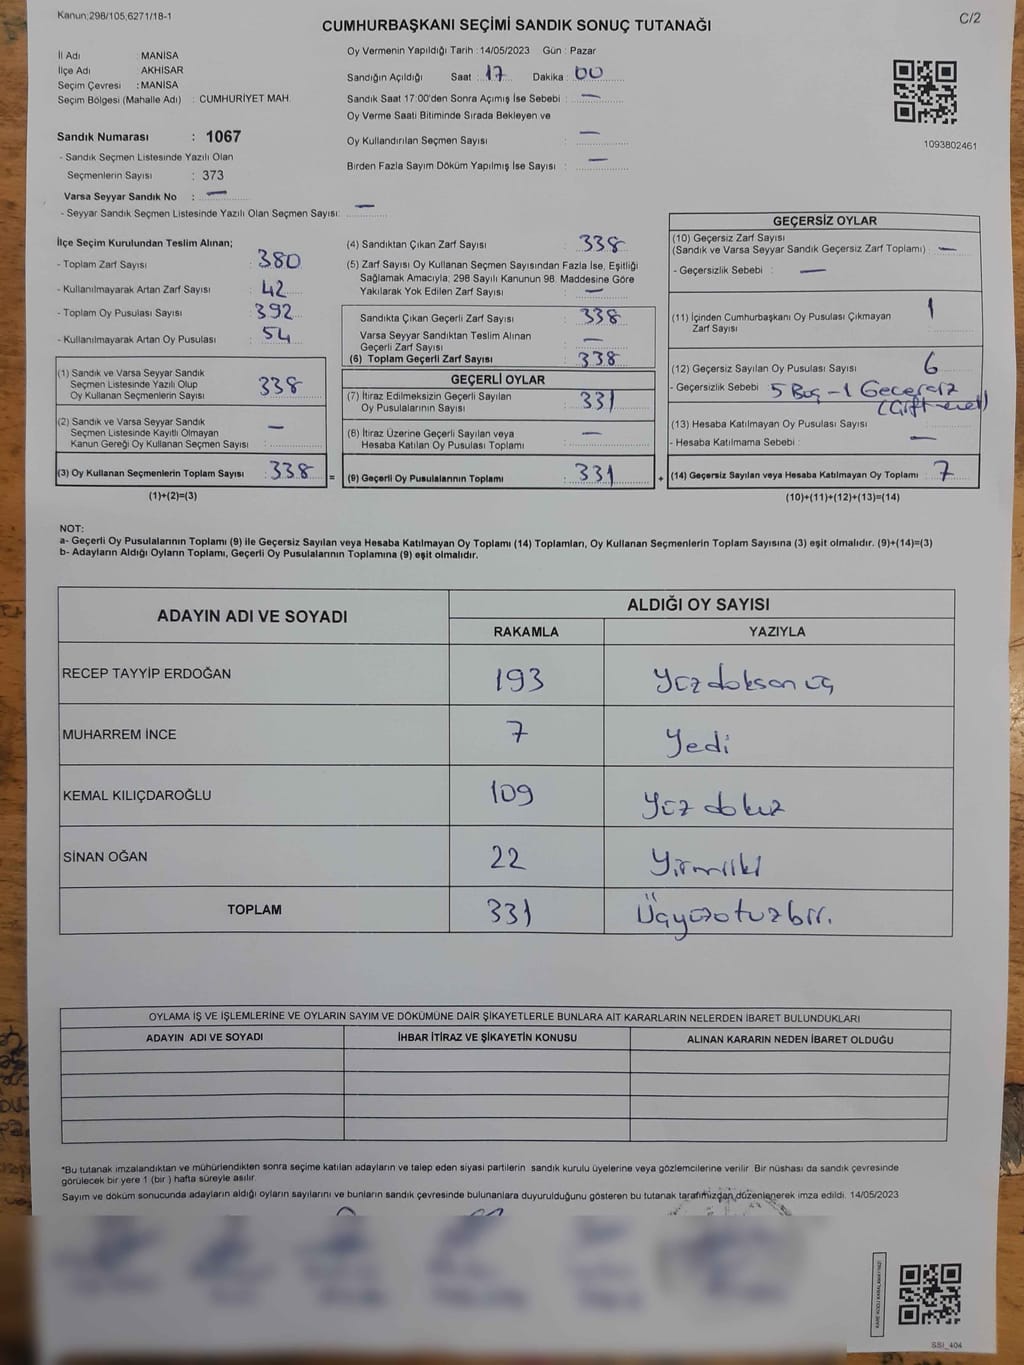 Kanun;298/105,6271/18-1
C/2
CUMHURBAŞKANI SEÇİMİ SANDIK SONUÇ TUTANAĞI
İl Adı : MANİSA
İlçe Adı : AKHİSAR
Seçim Çevresi : MANİSA
Seçim Bölgesi (Mahalle Adı) : CUMHURİYET MAH.
Sandık Numarası : 1067
- Sandık Seçmen Listesinde Yazılı Olan
Seçmenlerin Sayısı : 373
Varsa Seyyar Sandık No : —
- Seyyar Sandık Seçmen Listesinde Yazılı Olan Seçmen Sayısı: —
Oy Vermenin Yapıldığı Tarih : 14/05/2023 Gün : Pazar
Sandığın Açıldığı Saat : 17 Dakika : 00
Sandık Saat 17:00'den Sonra Açımış İse Sebebi : —
Oy Verme Saati Bitiminde Sırada Bekleyen ve
Oy Kullandırılan Seçmen Sayısı : —
Birden Fazla Sayım Döküm Yapılmış İse Sayısı : —
1093802461
İlçe Seçim Kurulundan Teslim Alınan;
- Toplam Zarf Sayısı : 380
- Kullanılmayarak Artan Zarf Sayısı : 42
- Toplam Oy Pusulası Sayısı : 392
- Kullanılmayarak Artan Oy Pusulası : 54
(1) Sandık ve Varsa Seyyar Sandık
Seçmen Listesinde Yazılı Olup
Oy Kullanan Seçmenlerin Sayısı : 338
(2) Sandık ve Varsa Seyyar Sandık
Seçmen Listesinde Kayıtlı Olmayan
Kanun Gereği Oy Kullanan Seçmen Sayısı : —
(3) Oy Kullanan Seçmenlerin Toplam Sayısı : 338
(1)+(2)=(3)
(4) Sandıktan Çıkan Zarf Sayısı : 338
(5) Zarf Sayısı Oy Kullanan Seçmen Sayısından Fazla İse, Eşitliği
Sağlamak Amacıyla; 298 Sayılı Kanunun 98. Maddesine Göre
Yakılarak Yok Edilen Zarf Sayısı : —
Sandıkta Çıkan Geçerli Zarf Sayısı : 338
Varsa Seyyar Sandıktan Teslim Alınan
Geçerli Zarf Sayısı : —
(6) Toplam Geçerli Zarf Sayısı : 338
GEÇERLİ OYLAR
(7) İtiraz Edilmeksizin Geçerli Sayılan
Oy Pusulalarının Sayısı : 331
(8) İtiraz Üzerine Geçerli Sayılan veya
Hesaba Katılan Oy Pusulası Toplamı : —
= (9) Geçerli Oy Pusulalarının Toplamı : 331
GEÇERSİZ OYLAR
(10) Geçersiz Zarf Sayısı
(Sandık ve Varsa Seyyar Sandık Geçersiz Zarf Toplamı) : —
- Geçersizlik Sebebi : —
(11) İçinden Cumhurbaşkanı Oy Pusulası Çıkmayan
Zarf Sayısı : 1
(12) Geçersiz Sayılan Oy Pusulası Sayısı : 6
- Geçersizlik Sebebi : 5 Boş - 1 Geçersiz
(Çift evet)
(13) Hesaba Katılmayan Oy Pusulası Sayısı :
- Hesaba Katılmama Sebebi : —
+ (14) Geçersiz Sayılan veya Hesaba Katılmayan Oy Toplamı : 7
(10)+(11)+(12)+(13)=(14)
NOT:
a- Geçerli Oy Pusulalarının Toplamı (9) ile Geçersiz Sayılan veya Hesaba Katılmayan Oy Toplamı (14) Toplamları, Oy Kullanan Seçmenlerin Toplam Sayısına (3) eşit olmalıdır. (9)+(14)=(3)
b- Adayların Aldığı Oyların Toplamı, Geçerli Oy Pusulalarının Toplamına (9) eşit olmalıdır.
ADAYIN ADI VE SOYADI
ALDIĞI OY SAYISI
RAKAMLA YAZIYLA
RECEP TAYYİP ERDOĞAN 193 Yüz doksan üç
MUHARREM İNCE 7 Yedi
KEMAL KILIÇDAROĞLU 109 Yüz dokuz
SİNAN OĞAN 22 Yirmiiki
TOPLAM 331 Üçyüzotuzbir.
OYLAMA İŞ VE İŞLEMLERİNE VE OYLARIN SAYIM VE DÖKÜMÜNE DAİR ŞİKAYETLERLE BUNLARA AİT KARARLARIN NELERDEN İBARET BULUNDUKLARI
ADAYIN ADI VE SOYADI İHBAR İTİRAZ VE ŞİKAYETİN KONUSU ALINAN KARARIN NEDEN İBARET OLDUĞU
*Bu tutanak imzalandıktan ve mühürlendikten sonra seçime katılan adayların ve talep eden siyasi partilerin sandık kurulu üyelerine veya gözlemcilerine verilir. Bir nüshası da sandık çevresinde
görülecek bir yere 1 (bir ) hafta süreyle asılır.
Sayım ve döküm sonucunda adayların aldığı oyların sayılarını ve bunların sandık çevresinde bulunanlara duyurulduğunu gösteren bu tutanak tarafımızdan düzenlenerek imza edildi. 14/05/2023
KARE KODU KARALAMAYINIZ!
SSI_404